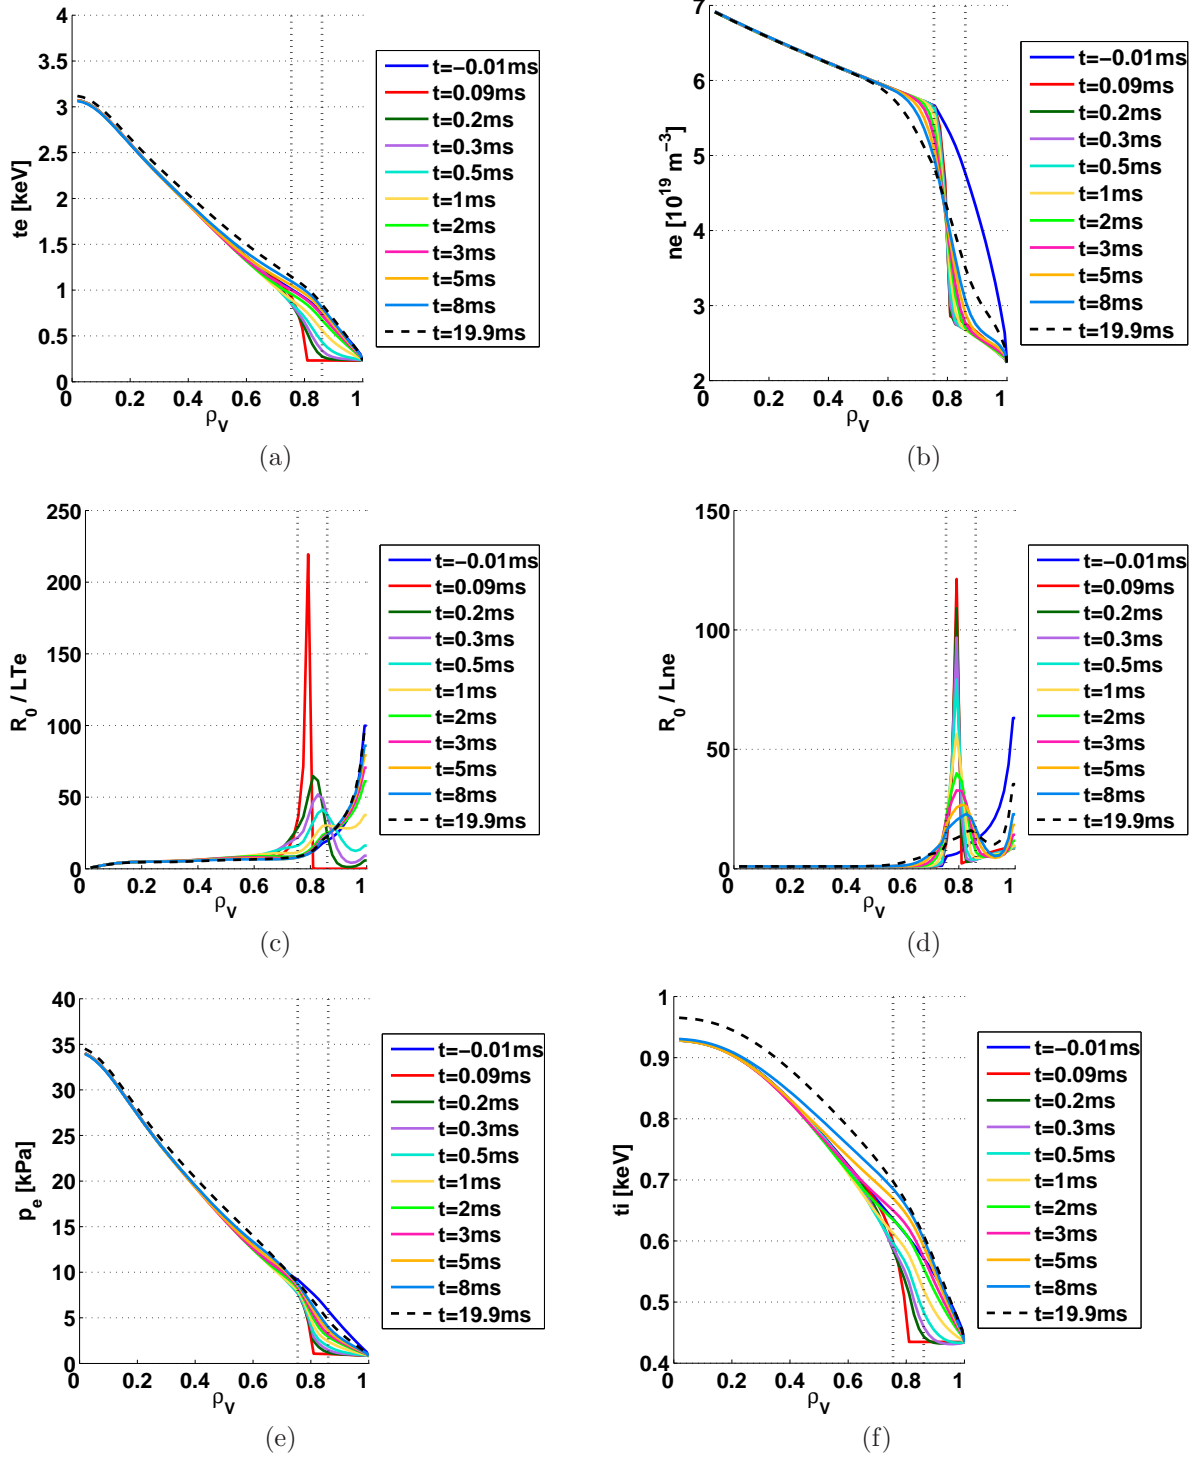 4
3.5
3
2.5
2
1.5
1
0.5
0
te [keV]
0 0.2 0.4 0.6 0.8 1
ρV
t=−0.01ms
t=0.09ms
t=0.2ms
t=0.3ms
t=0.5ms
t=1ms
t=2ms
t=3ms
t=5ms
t=8ms
t=19.9ms
(a)
7
6
5
4
3
2
ne [10^19 m^−3]
0 0.2 0.4 0.6 0.8 1
ρV
t=−0.01ms
t=0.09ms
t=0.2ms
t=0.3ms
t=0.5ms
t=1ms
t=2ms
t=3ms
t=5ms
t=8ms
t=19.9ms
(b)
250
200
150
100
50
0
R0 / LTe
0 0.2 0.4 0.6 0.8 1
ρV
t=−0.01ms
t=0.09ms
t=0.2ms
t=0.3ms
t=0.5ms
t=1ms
t=2ms
t=3ms
t=5ms
t=8ms
t=19.9ms
(c)
150
100
50
0
R0 / Lne
0 0.2 0.4 0.6 0.8 1
ρV
t=−0.01ms
t=0.09ms
t=0.2ms
t=0.3ms
t=0.5ms
t=1ms
t=2ms
t=3ms
t=5ms
t=8ms
t=19.9ms
(d)
40
35
30
25
20
15
10
5
0
pe [kPa]
0 0.2 0.4 0.6 0.8 1
ρV
t=−0.01ms
t=0.09ms
t=0.2ms
t=0.3ms
t=0.5ms
t=1ms
t=2ms
t=3ms
t=5ms
t=8ms
t=19.9ms
(e)
1
0.9
0.8
0.7
0.6
0.5
0.4
ti [keV]
0 0.2 0.4 0.6 0.8 1
ρV
t=−0.01ms
t=0.09ms
t=0.2ms
t=0.3ms
t=0.5ms
t=1ms
t=2ms
t=3ms
t=5ms
t=8ms
t=19.9ms
(f)